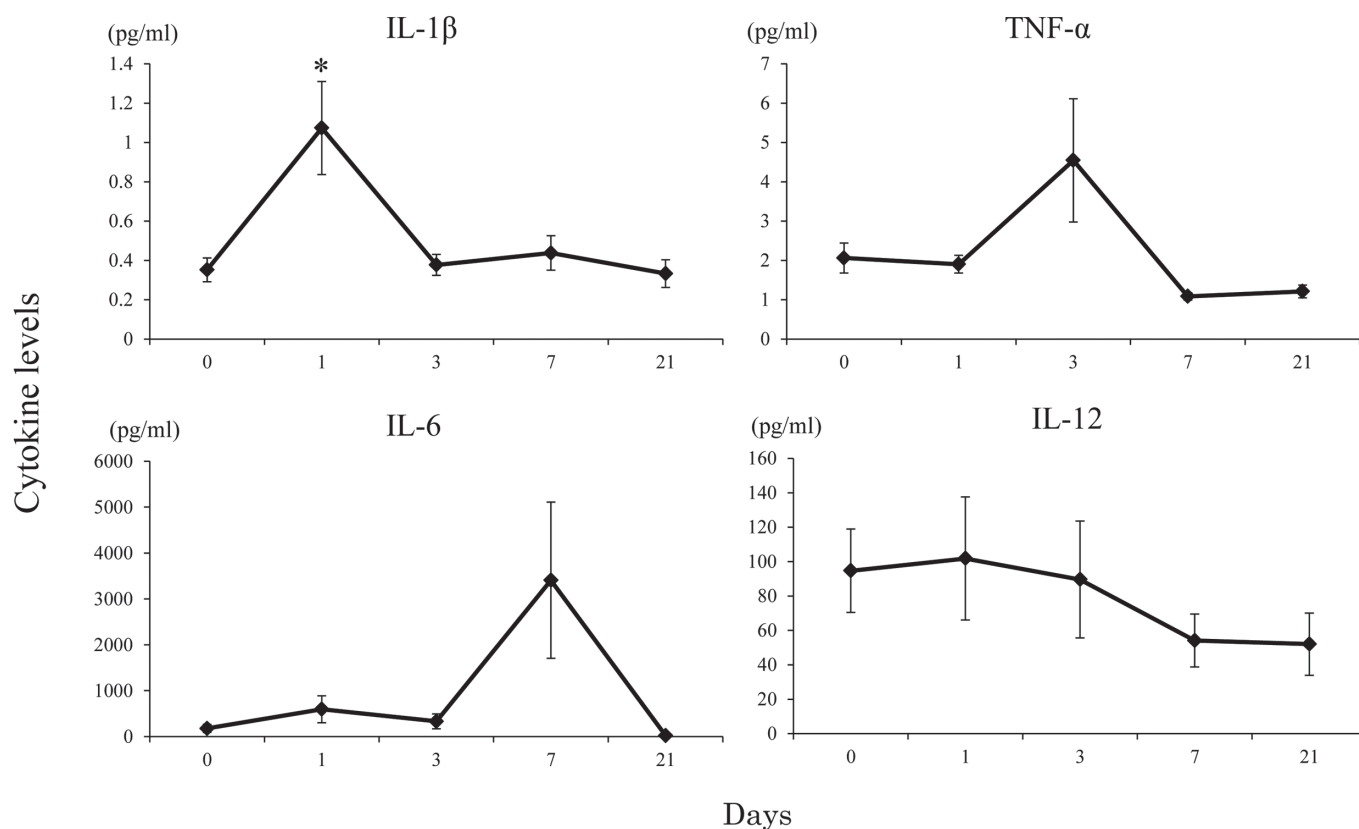 IL-1β
(pg/ml)
1.4
1.2
1
0.8
0.6
0.4
0.2
0
*
0 1 3 7 21
TNF-α
(pg/ml)
7
6
5
4
3
2
1
0
0 1 3 7 21
Cytokine levels
IL-6
(pg/ml)
6000
5000
4000
3000
2000
1000
0
0 1 3 7 21
IL-12
(pg/ml)
160
140
120
100
80
60
40
20
0
0 1 3 7 21
Days